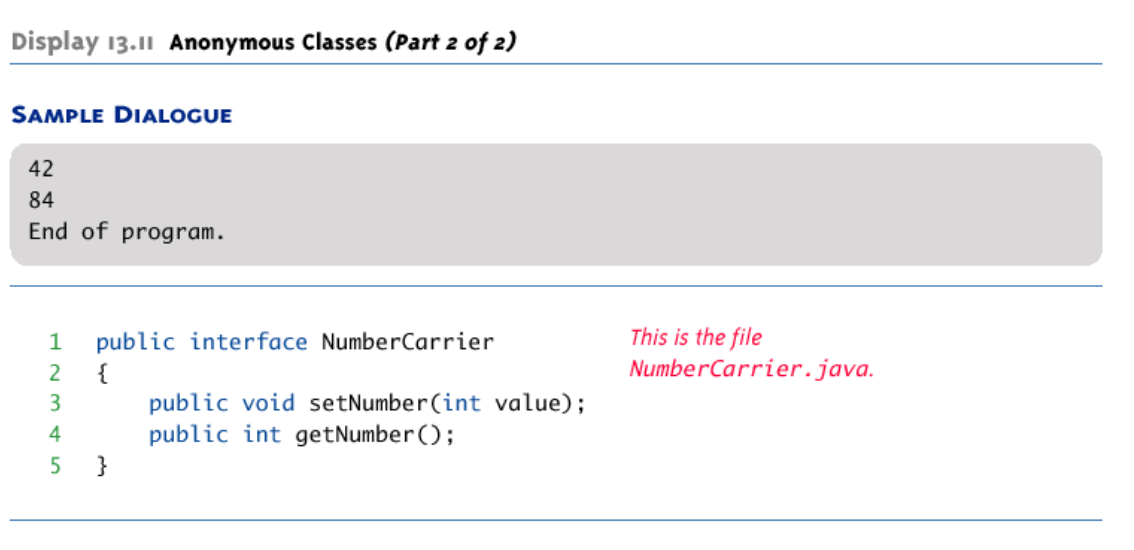 Display 13.11 Anonymous Classes (Part 2 of 2)
SAMPLE DIALOGUE
42
84
End of program.
1 public interface NumberCarrier
2 {
3 public void setNumber(int value);
4 public int getNumber();
5 }
This is the file
NumberCarrier.java.